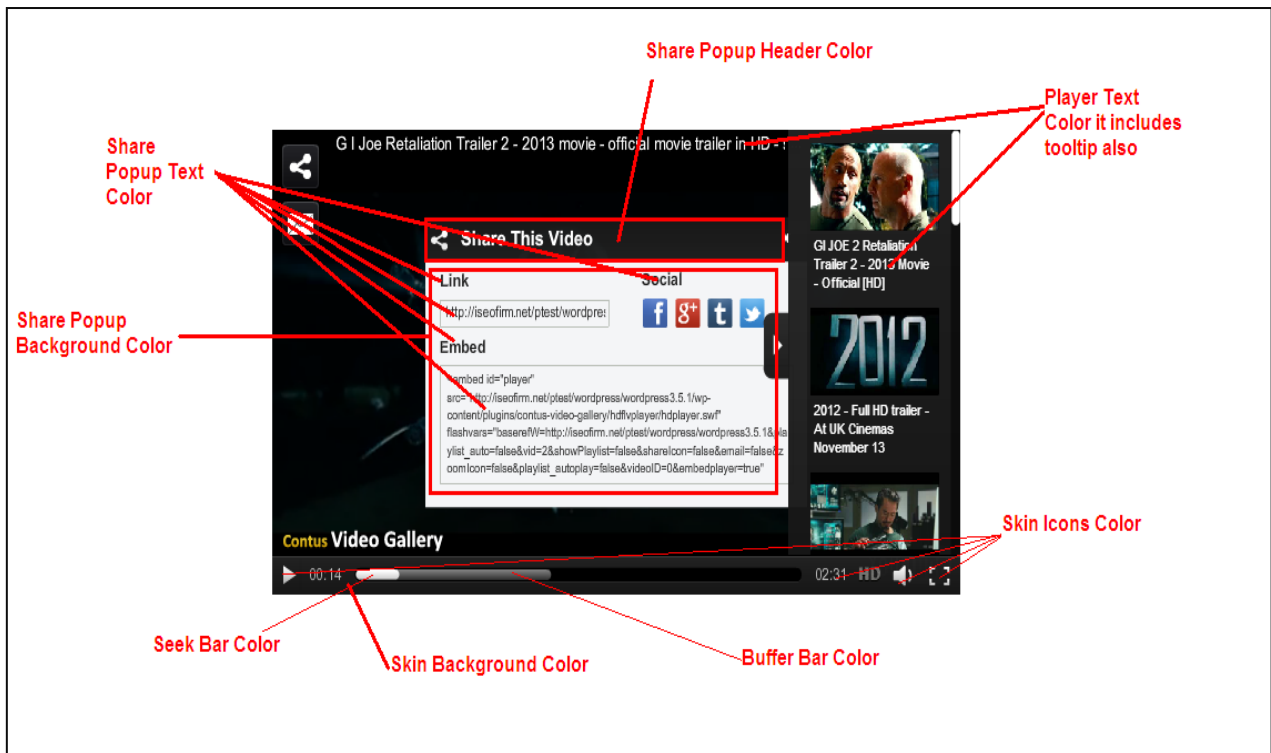 Share Popup Header Color
Player Text
Color it includes
tooltip also
Share
Popup Text
Color
G I Joe Retaliation Trailer 2 - 2013 movie - official movie trailer in HD -
Share This Video
GI JOE 2 Retaliation
Trailer 2 - 2013 Movie
- Official [HD]
Link
Social
http://iseofirm.net/ptest/wordpres
f g+ t
Share Popup
Background Color
Embed
<embed id="player"
src="http://iseofirm.net/ptest/wordpress/wordpress3.5.1/wp-
content/plugins/contus-video-gallery/hdflvplayer/hdplayer.swf"
flashvars="baserefW=http://iseofirm.net/ptest/wordpress/wordpress3.5.1&pla
ylist_auto=false&vid=2&showPlaylist=false&shareIcon=false&email=false&z
oomIcon=false&playlist_autoplay=false&videoID=0&embedplayer=true"
2012
2012 - Full HD trailer -
At UK Cinemas
November 13
Contus Video Gallery
Skin Icons Color
00:14
02:31 HD
Seek Bar Color
Skin Background Color
Buffer Bar Color